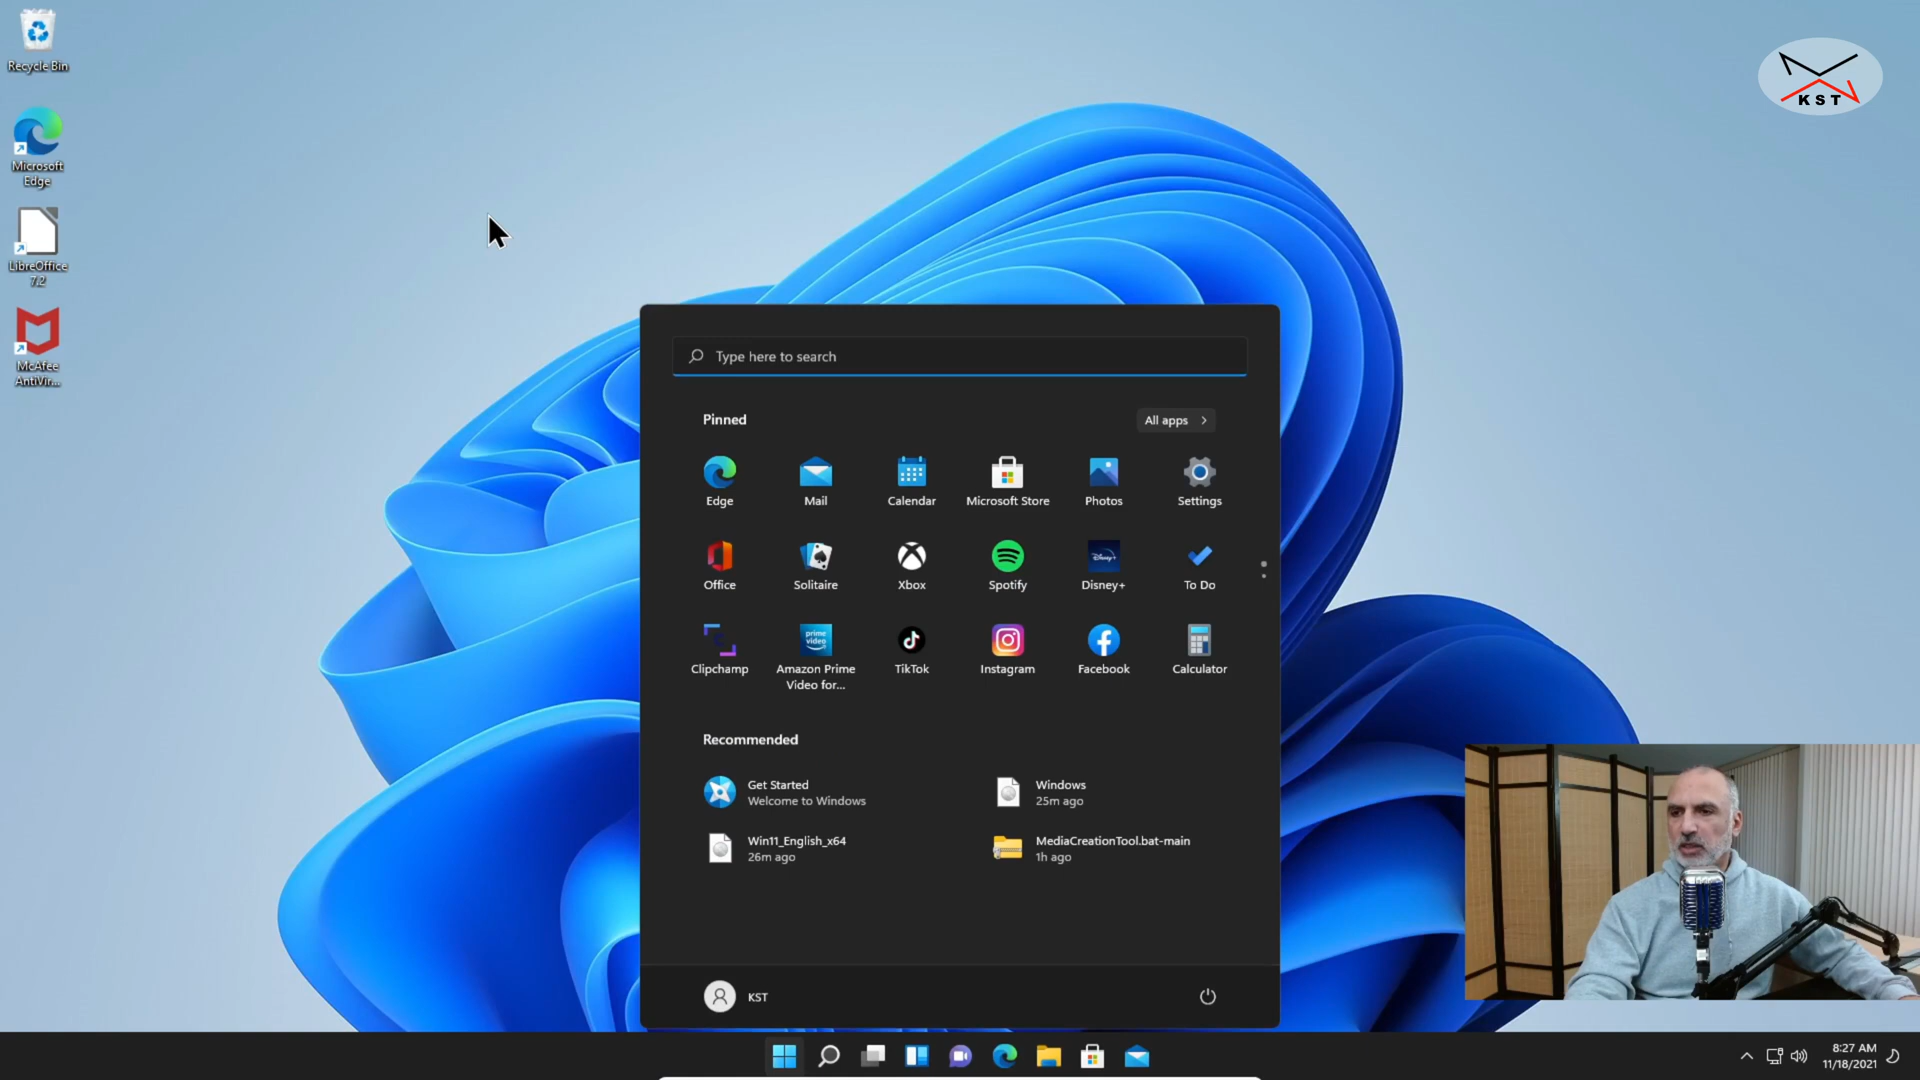 Recycle Bin
Microsoft
Edge
LibreOffice
7.2
McAfee
AntiVir...
KST
Type here to search
Pinned
All apps
Edge
Mail
Calendar
Microsoft Store
Photos
Settings
Office
Solitaire
Xbox
Spotify
Disney+
Disney+
To Do
prime
video
Clipchamp
Amazon Prime
Video for...
TikTok
Instagram
Facebook
Calculator
Recommended
Get Started
Welcome to Windows
Windows
25m ago
Win11_English_x64
26m ago
MediaCreationTool.bat-main
1h ago
KST
8:27 AM
11/18/2021